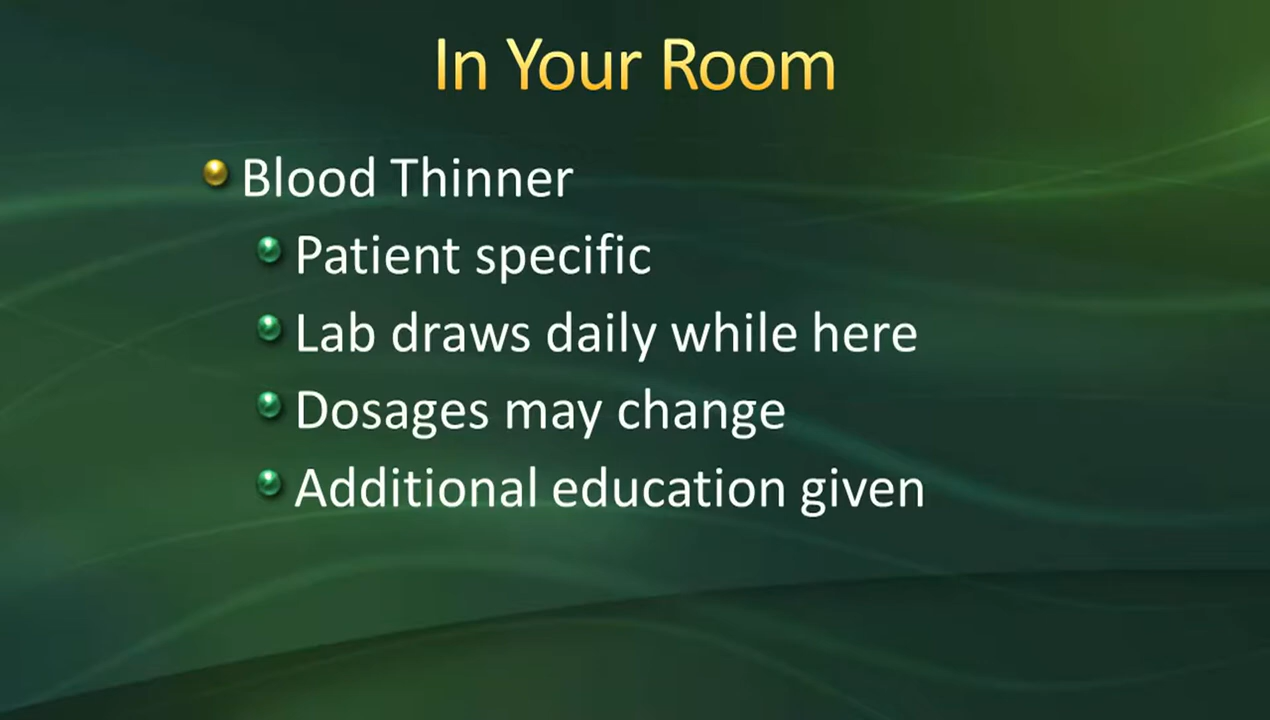 In Your Room
Blood Thinner
Patient specific
Lab draws daily while here
Dosages may change
Additional education given